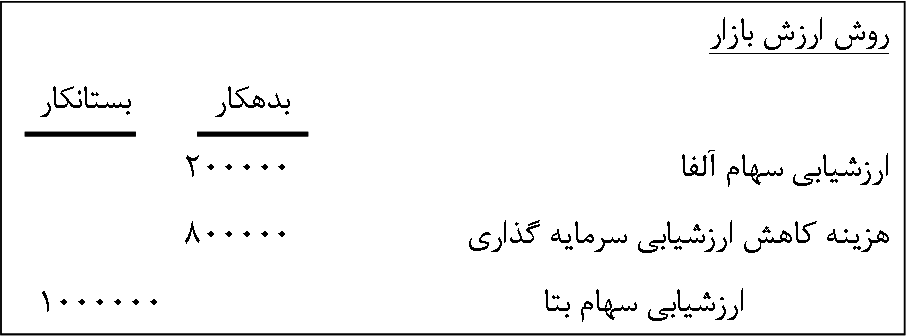 روش ارزش بازار
بدهکار بستانکار
ارزشیابی سهام آلفا ۲۰۰۰۰۰
هزینه کاهش ارزشیابی سرمایه گذاری ۸۰۰۰۰۰
ارزشیابی سهام بتا ۱۰۰۰۰۰۰